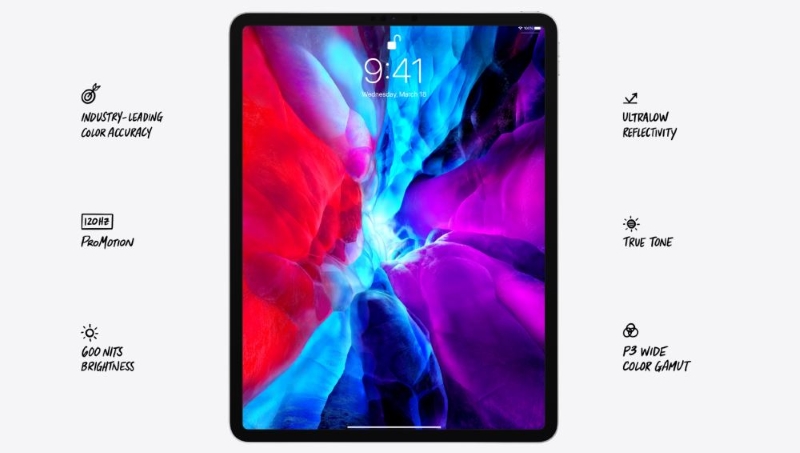 INDUSTRY-LEADING
COLOR ACCURACY
120HZ
PROMOTION
600 NITS
BRIGHTNESS
9:41
Wednesday, March 18
ULTRALOW
REFLECTIVITY
TRUE TONE
P3 WIDE
COLOR GAMUT